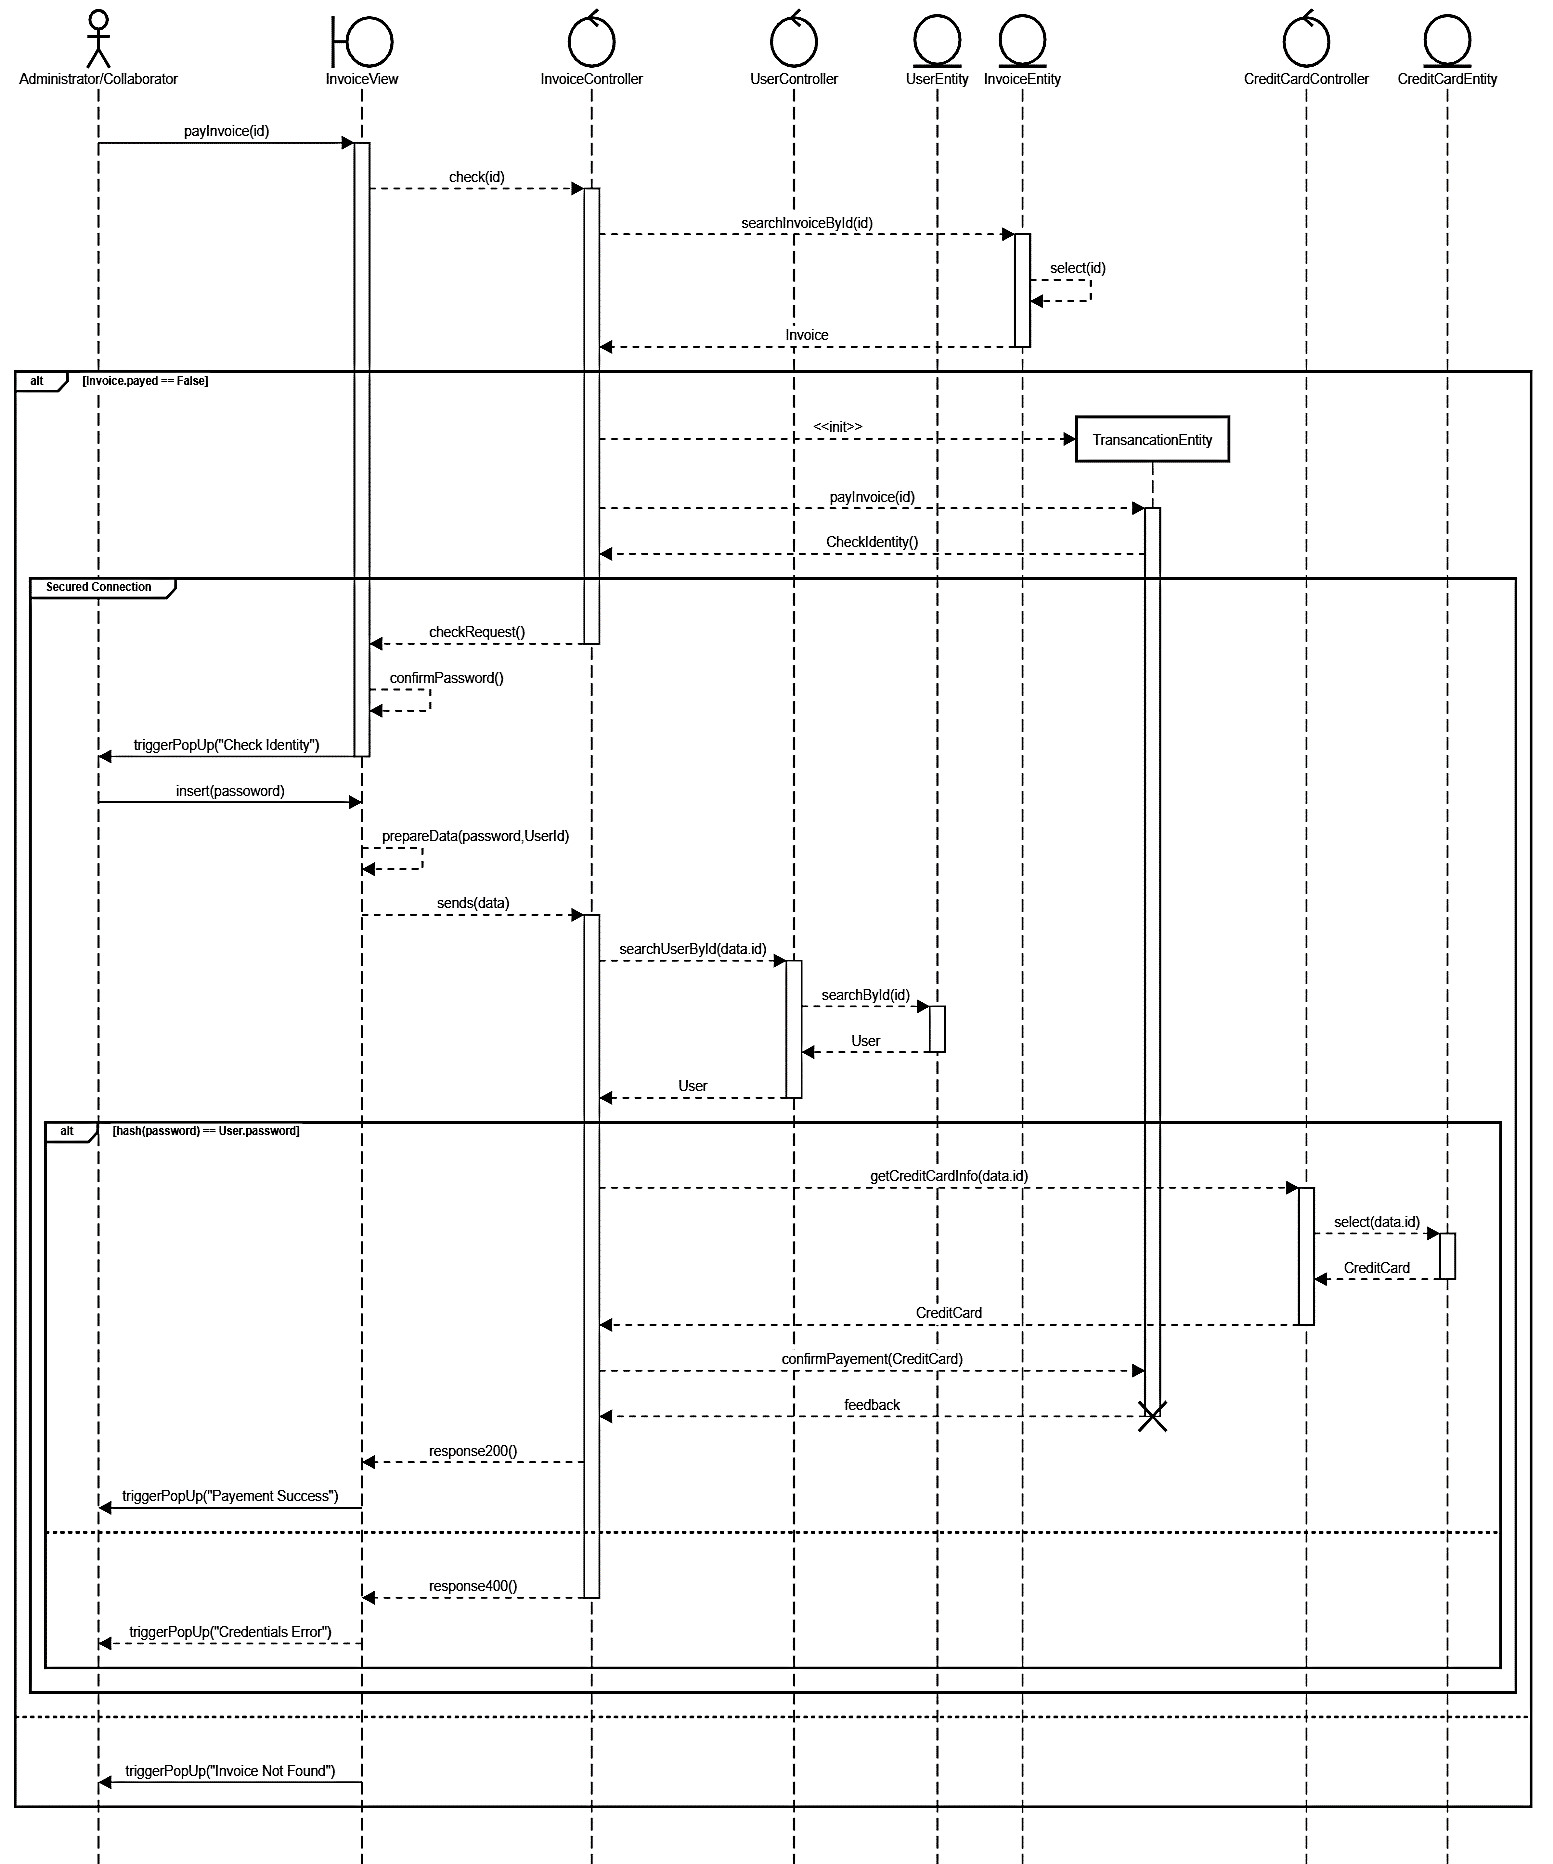 Administrator/Collaborator
InvoiceView
InvoiceController
UserController
UserEntity
InvoiceEntity
CreditCardController
CreditCardEntity
payInvoice(id)
check(id)
searchInvoiceById(id)
select(id)
Invoice
alt
[Invoice.payed == False]
<<init>>
TransancationEntity
payInvoice(id)
CheckIdentity()
Secured Connection
checkRequest()
confirmPassword()
triggerPopUp("Check Identity")
insert(passoword)
prepareData(password,UserId)
sends(data)
searchUserById(data.id)
searchById(id)
User
User
alt
[hash(password) == User.password]
getCreditCardInfo(data.id)
select(data.id)
CreditCard
CreditCard
confirmPayement(CreditCard)
feedback
response200()
triggerPopUp("Payement Success")
response400()
triggerPopUp("Credentials Error")
triggerPopUp("Invoice Not Found")